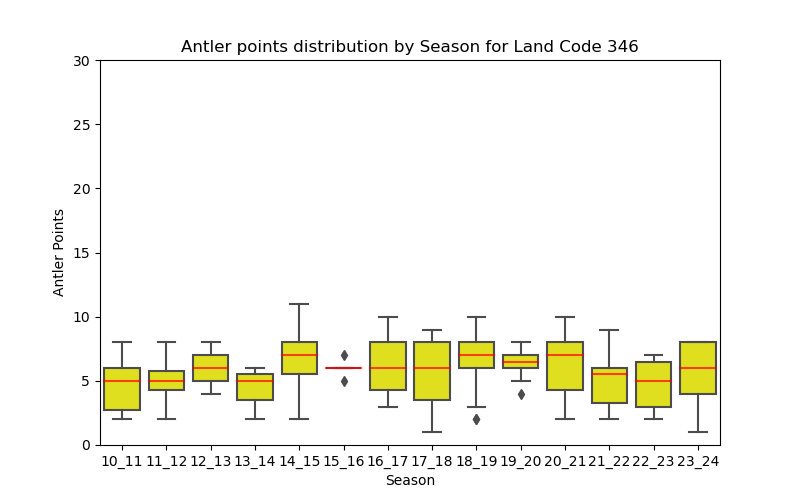 Antler points distribution by Season for Land Code 346
30
25
20
15
10
5
0
Antler Points
10_11 11_12 12_13 13_14 14_15 15_16 16_17 17_18 18_19 19_20 20_21 21_22 22_23 23_24
Season